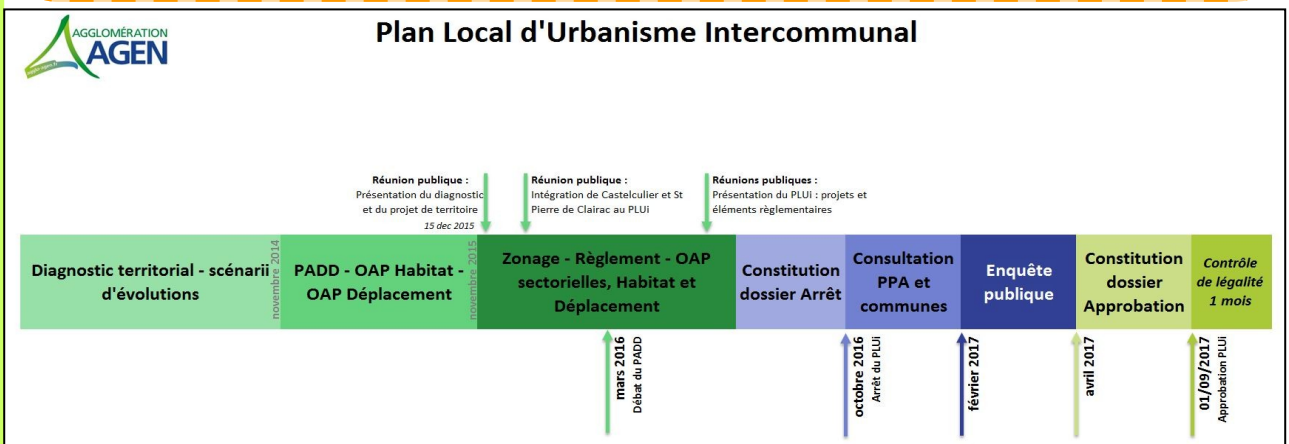 AGGLOMÉRATION
AGEN
Plan Local d'Urbanisme Intercommunal
Réunion publique :
Présentation du diagnostic
et du projet de territoire
15 dec 2015
Réunion publique :
Intégration de Castelculier et St
Pierre de Clairac au PLUi
Réunions publiques :
Présentation du PLUi : projets et
éléments règlementaires
Diagnostic territorial - scénarii
d'évolutions
novembre 2014
PADD - OAP Habitat -
OAP Déplacement
novembre 2015
Zonage - Règlement - OAP
sectorielles, Habitat et
Déplacement
Constitution
dossier Arrêt
Consultation
PPA et
communes
Enquête
publique
Constitution
dossier
Approbation
Contrôle
de légalité
1 mois
mars 2016
Débat du PADD
octobre 2016
Arrêt du PLUi
février 2017
avril 2017
01/09/2017
Approbation PLUi